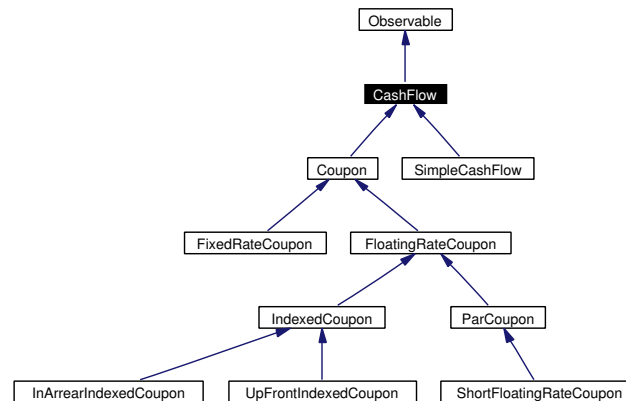 Observable
CashFlow
Coupon
SimpleCashFlow
FixedRateCoupon
FloatingRateCoupon
IndexedCoupon
ParCoupon
InArrearIndexedCoupon
UpFrontIndexedCoupon
ShortFloatingRateCoupon